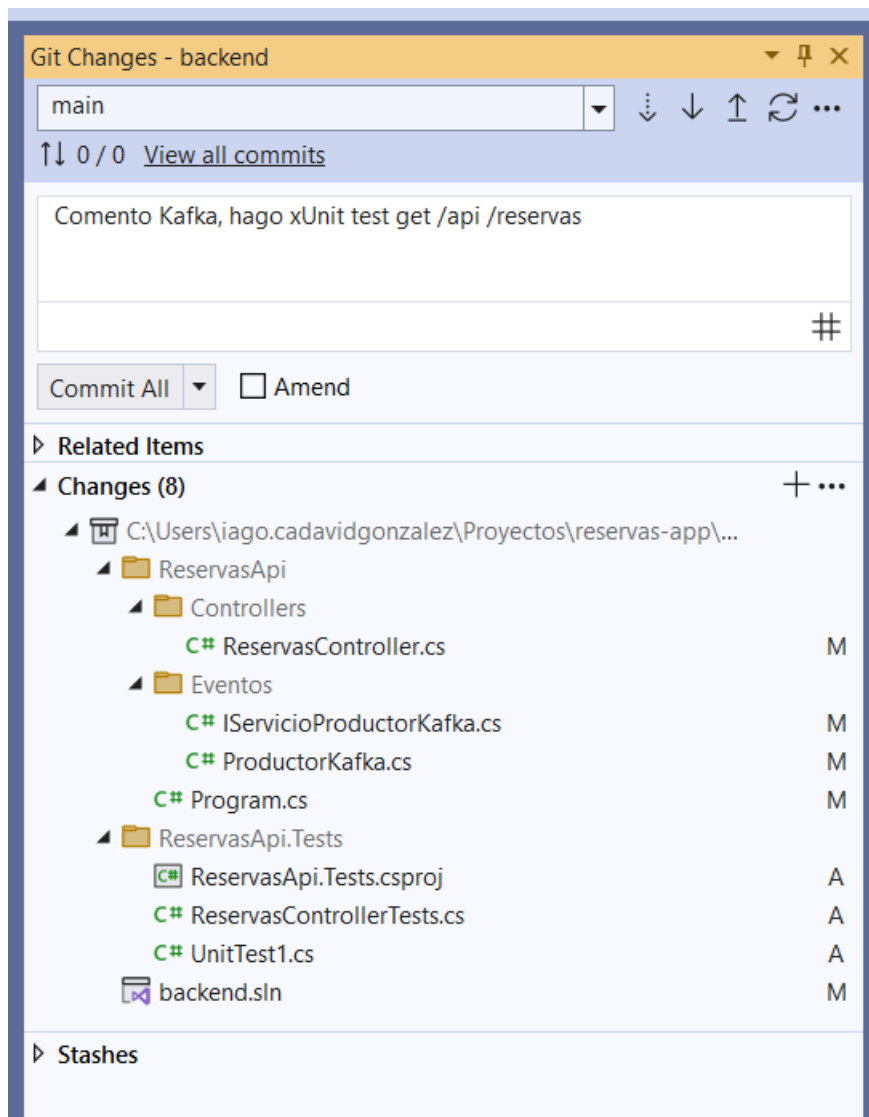 Git Changes - backend
main
0 / 0 View all commits
Comento Kafka, hago xUnit test get /api /reservas
Commit All Amend
Related Items
Changes (8)
C:\Users\iago.cadavidgonzalez\Proyectos\reservas-app\...
ReservasApi
Controllers
C# ReservasController.cs M
Eventos
C# IServicioProductorKafka.cs M
C# ProductorKafka.cs M
C# Program.cs M
ReservasApi.Tests
C# ReservasApi.Tests.csproj A
C# ReservasControllerTests.cs A
C# UnitTest1.cs A
backend.sln M
Stashes